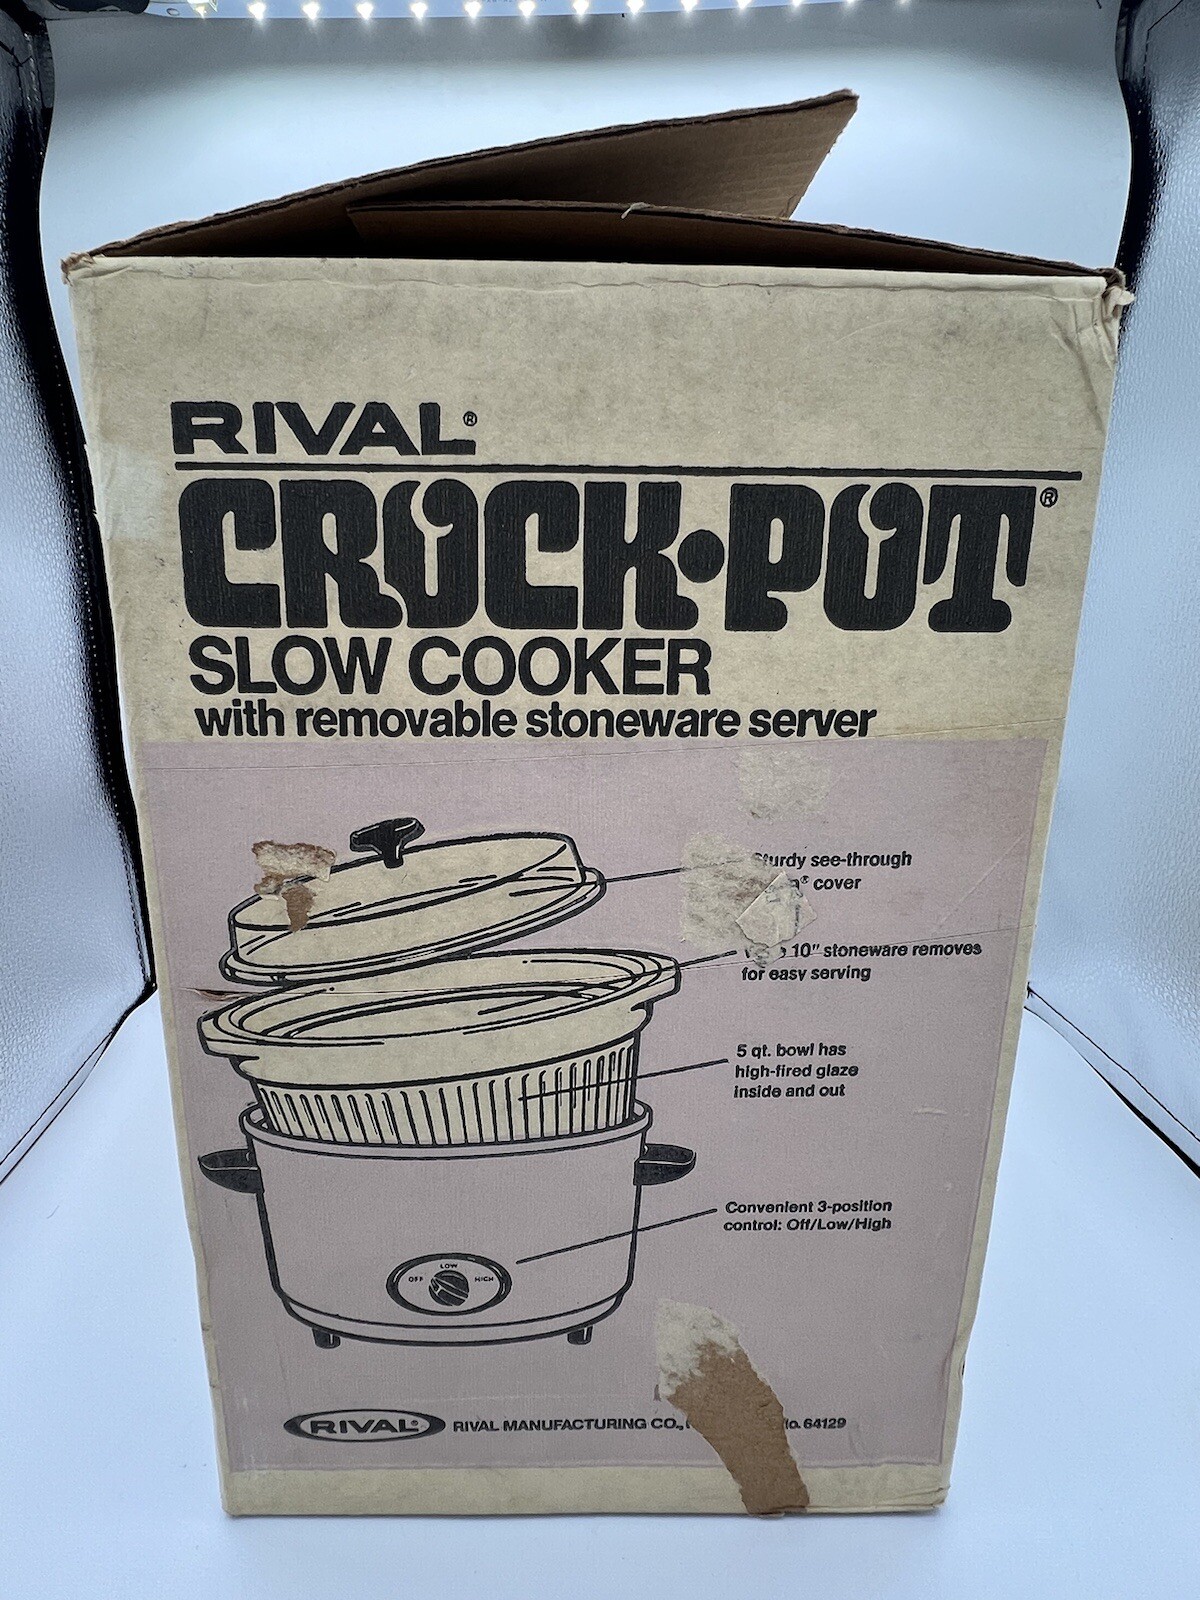 RIVAL®
CROCK•POT®
SLOW COOKER
with removable stoneware server
Sturdy see-through
cover
10" stoneware removes
for easy serving
5 qt. bowl has
high-fired glaze
inside and out
Convenient 3-position
control: Off/Low/High
LOW
OFF HIGH
RIVAL® RIVAL MANUFACTURING CO., 64129